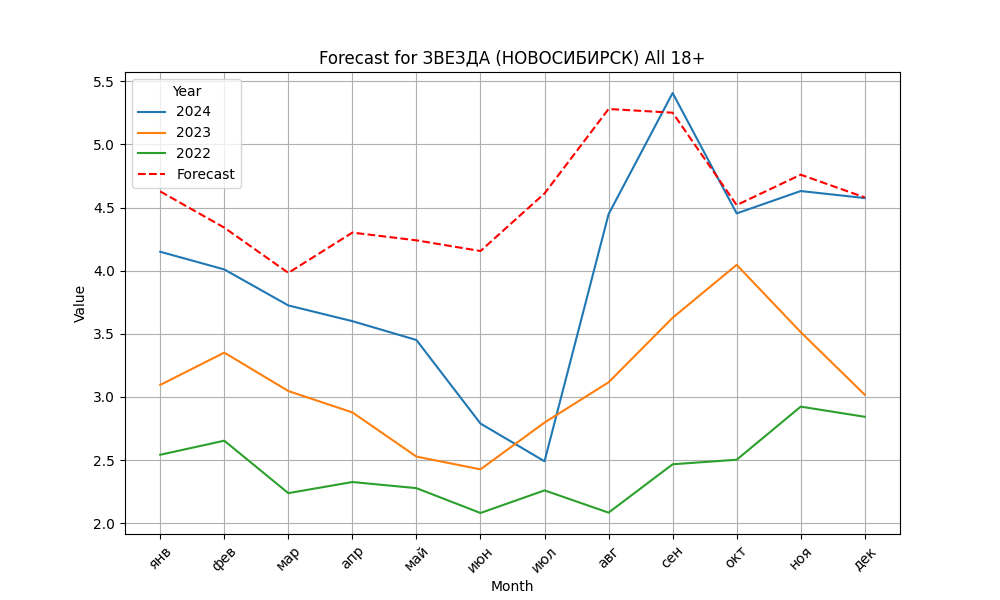 Forecast for ЗВЕЗДА (НОВОСИБИРСК) All 18+
Year
2024
2023
2022
Forecast
5.5
5.0
4.5
4.0
3.5
3.0
2.5
2.0
Value
янв фев мар апр май июн июл авг сен окт ноя дек
Month